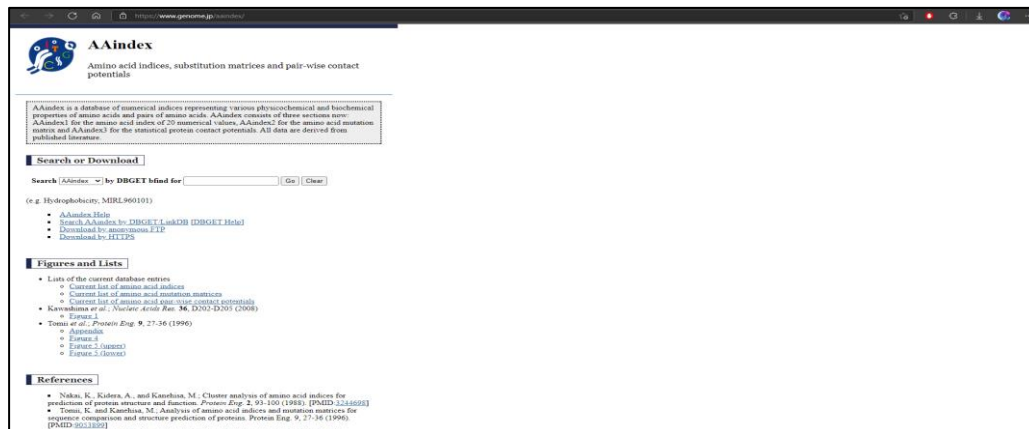 https://www.genome.jp/aaindex/
AAindex
Amino acid indices, substitution matrices and pair-wise contact
potentials
AAindex is a database of numerical indices representing various physicochemical and biochemical
properties of amino acids and pairs of amino acids. AAindex consists of three sections now:
AAindex1 for the amino acid index of 20 numerical values, AAindex2 for the amino acid mutation
matrix and AAindex3 for the statistical protein contact potentials. All data are derived from
published literature.
Search or Download
Search AAindex by DBGET bfind for Go Clear
(e.g. Hydrophobicity, MIRL960101)
AAindex Help
Search AAindex by DBGET/LinkDB [DBGET Help]
Download by anonymous FTP
Download by HTTPS
Figures and Lists
Lists of the current database entries
Current list of amino acid indices
Current list of amino acid mutation matrices
Current list of amino acid pair-wise contact potentials
Kawashima et al.; Nucleic Acids Res. 36, D202-D205 (2008)
Figure 1
Tomii et al.; Protein Eng. 9, 27-36 (1996)
Appendix
Figure 4
Figure 5 (upper)
Figure 5 (lower)
References
Nakai, K., Kidera, A., and Kanehisa, M.; Cluster analysis of amino acid indices for
prediction of protein structure and function. Protein Eng. 2, 93-100 (1988). [PMID:3244698]
Tomii, K. and Kanehisa, M.; Analysis of amino acid indices and mutation matrices for
sequence comparison and structure prediction of proteins. Protein Eng. 9, 27-36 (1996).
[PMID:9053899]